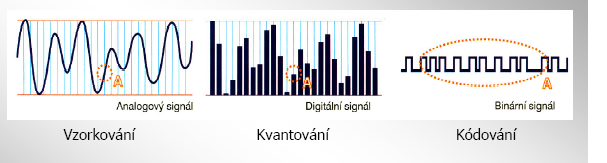 A
Analogový signál
A
Digitální signál
A
Binární signál
Vzorkování
Kvantování
Kódování